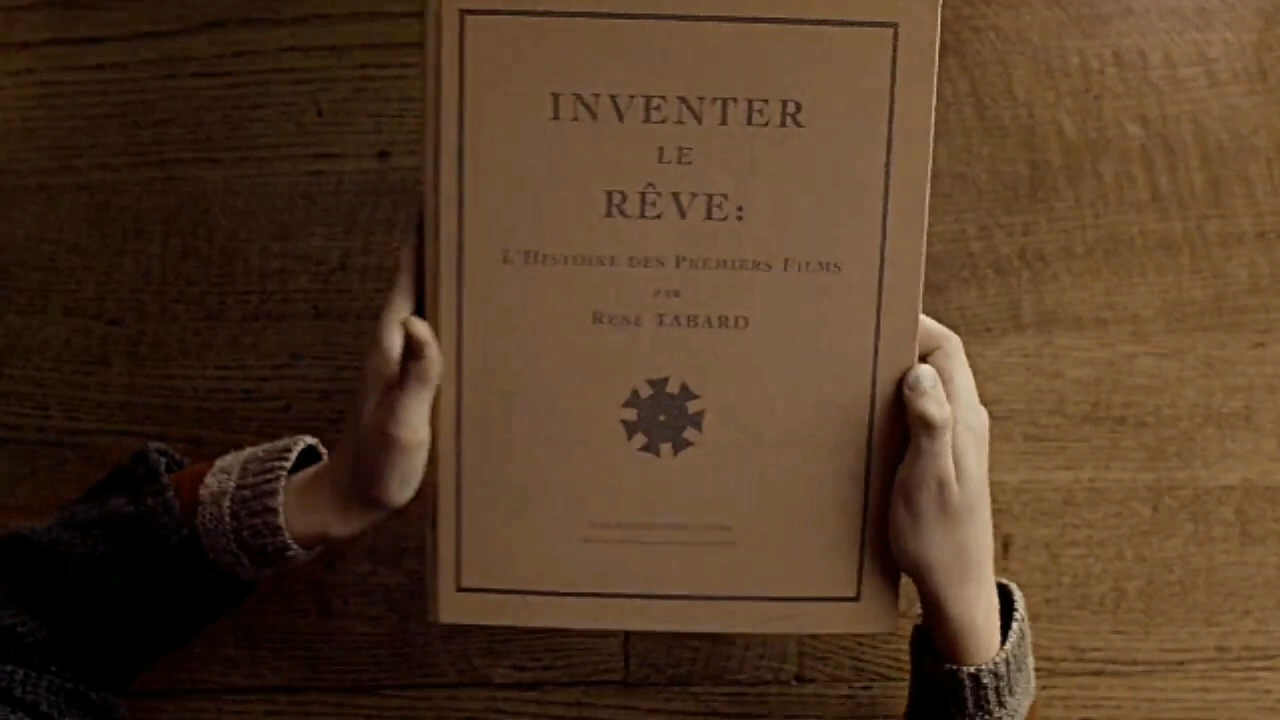 INVENTER
LE
RÊVE:
L'HISTOIRE DES PREMIERS FILMS
PAR
RENÉ TABARD